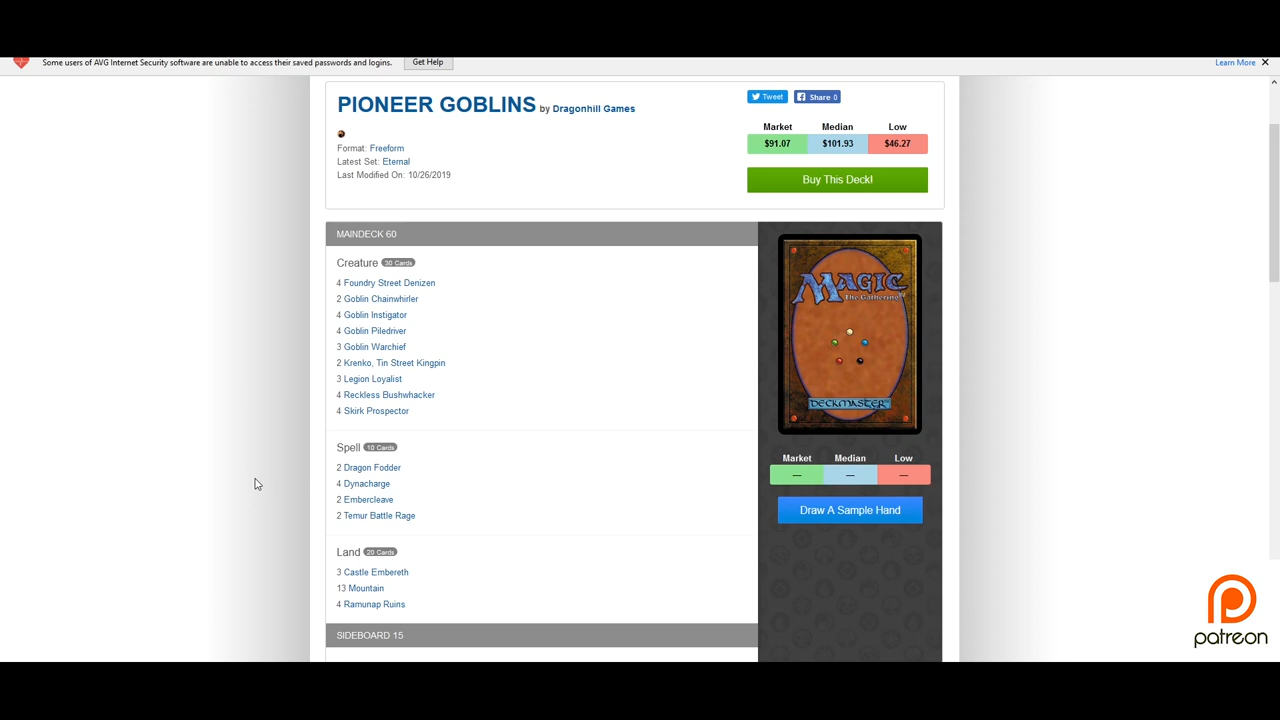 Some users of AVG Internet Security software are unable to access their saved passwords and logins. Get Help Learn More
PIONEER GOBLINS by Dragonhill Games
Format: Freeform
Latest Set: Eternal
Last Modified On: 10/26/2019
Tweet Share 0
Market Median Low
$91.07 $101.93 $46.27
Buy This Deck!
MAINDECK 60
Creature 30 Cards
4 Foundry Street Denizen
2 Goblin Chainwhirler
4 Goblin Instigator
4 Goblin Piledriver
3 Goblin Warchief
2 Krenko, Tin Street Kingpin
3 Legion Loyalist
4 Reckless Bushwhacker
4 Skirk Prospector
Spell 10 Cards
2 Dragon Fodder
4 Dynacharge
2 Embercleave
2 Temur Battle Rage
Land 20 Cards
3 Castle Embereth
13 Mountain
4 Ramunap Ruins
SIDEBOARD 15
MAGIC
The Gathering
DECKMASTER
Market Median Low
— — —
Draw A Sample Hand
patreon